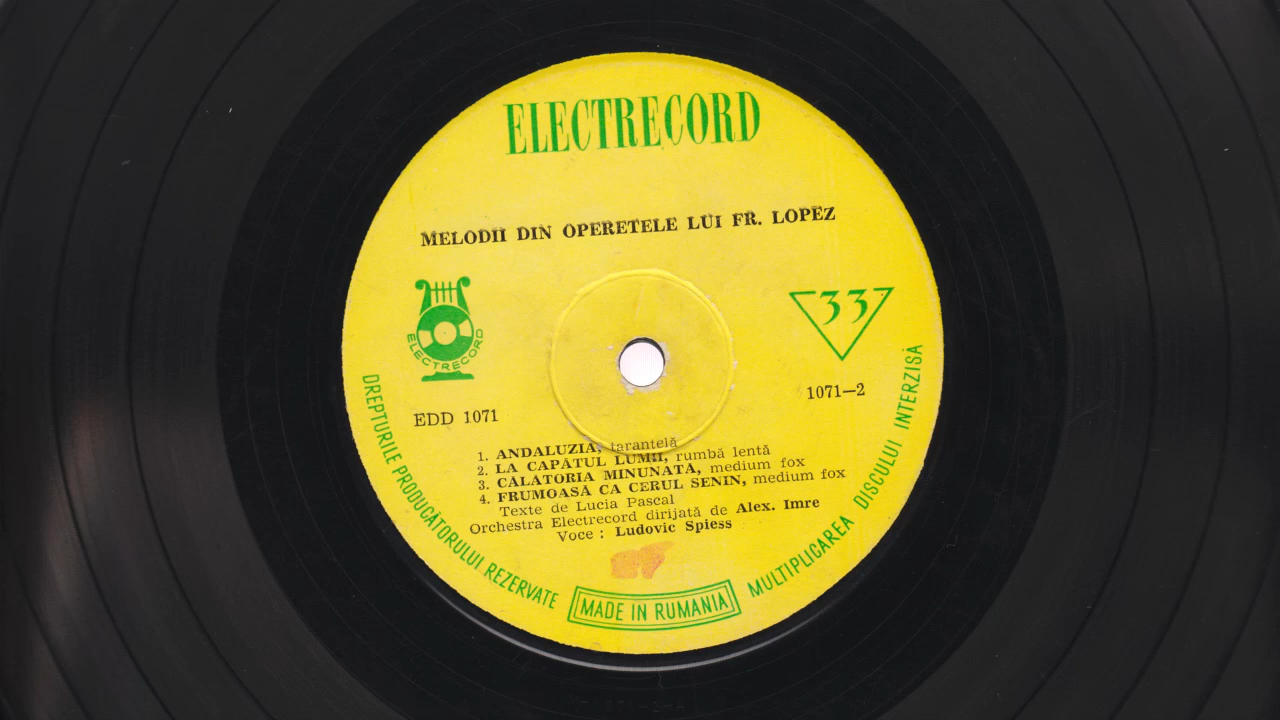 ELECTRECORD
MELODII DIN OPERETELE LUI FR. LOPEZ
33
ELECTRECORD
EDD 1071
1071—2
1. ANDALUZIA, tarantelă
2. LA CAPĂTUL LUMII, rumbă lentă
3. CĂLĂTORIA MINUNATĂ, medium fox
4. FRUMOASĂ CA CERUL SENIN, medium fox
Texte de Lucia Pascal
Orchestra Electrecord dirijată de Alex. Imre
Voce : Ludovic Spiess
DREPTURILE PRODUCĂTORULUI REZERVATE
MADE IN RUMANIA
MULTIPLICAREA DISCULUI INTERZISĂ